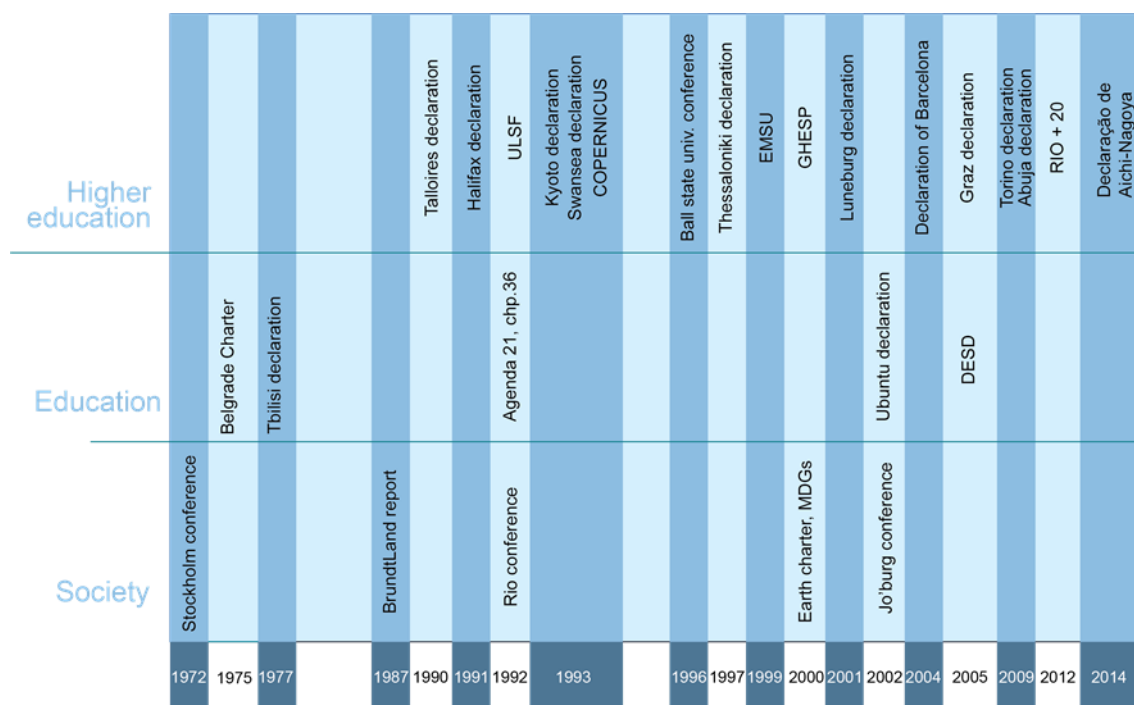 Higher
education
Talloires declaration
Halifax declaration
ULSF
Kyoto declaration
Swansea declaration
COPERNICUS
Ball state univ. conference
Thessaloniki declaration
EMSU
GHESP
Luneburg declaration
Declaration of Barcelona
Graz declaration
Torino declaration
Abuja declaration
RIO + 20
Declaração de
Aichi-Nagoya
Education
Belgrade Charter
Tbilisi declaration
Agenda 21, chp.36
Ubuntu declaration
DESD
Society
Stockholm conference
BrundtLand report
Rio conference
Earth charter, MDGs
Jo'burg conference
1972 1975 1977 1987 1990 1991 1992 1993 1996 1997 1999 2000 2001 2002 2004 2005 2009 2012 2014